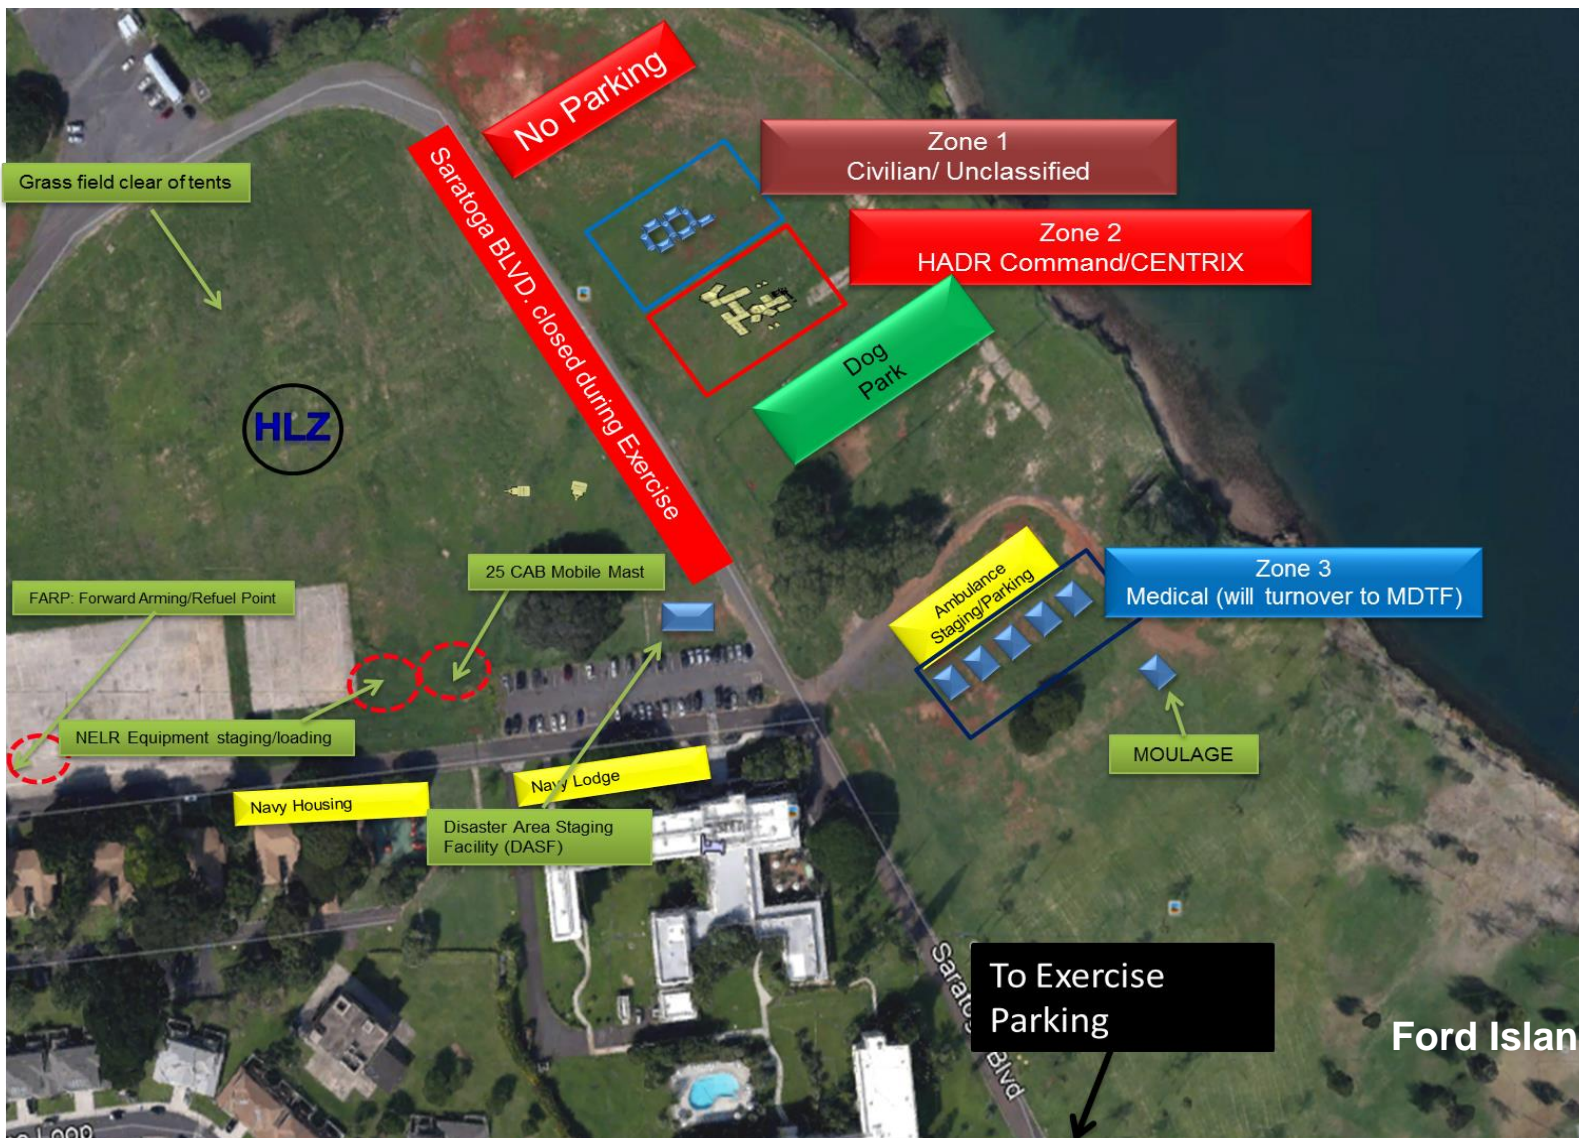 No Parking
Zone 1
Civilian/ Unclassified
Grass field clear of tents
Saratoga BLVD. closed during Exercise
Zone 2
HADR Command/CENTRIX
Dog
Park
HLZ
25 CAB Mobile Mast
FARP: Forward Arming/Refuel Point
Ambulance
Staging/Parking
Zone 3
Medical (will turnover to MDTF)
NELR Equipment staging/loading
MOULAGE
Navy Lodge
Navy Housing
Disaster Area Staging
Facility (DASF)
To Exercise
Parking
Blvd
Ford Islan